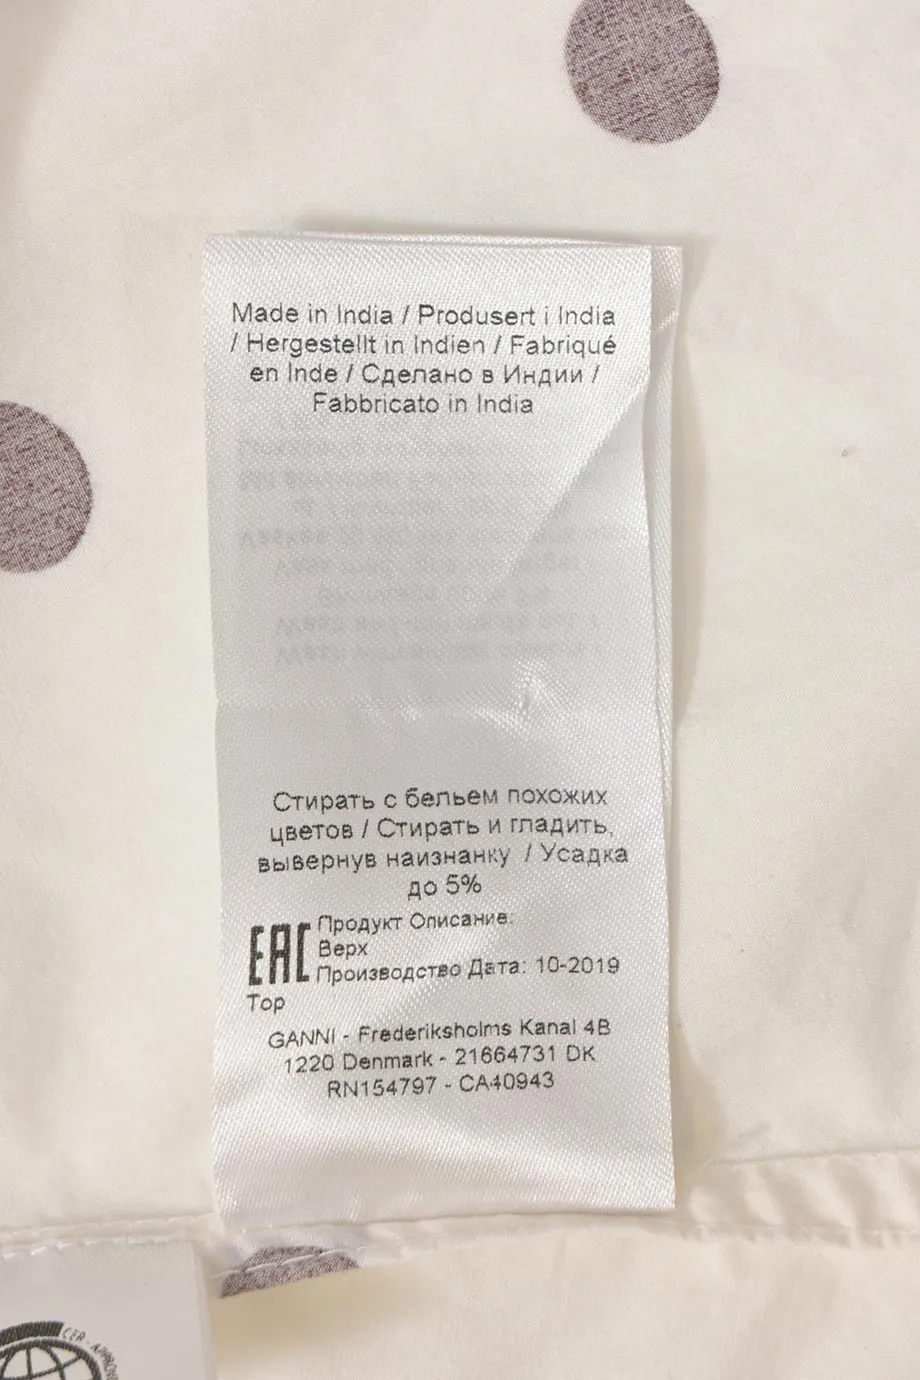 Made in India / Produsert i India
/ Hergestellt in Indien / Fabriqué
en Inde / Сделано в Индии /
Fabbricato in India
Стирать с бельем похожих
цветов / Стирать и гладить,
вывернув наизнанку / Усадка
до 5%
EAC
Продукт Описание:
Верх
Производство Дата: 10-2019
Top
GANNI - Frederiksholms Kanal 4B
1220 Denmark - 21664731 DK
RN154797 - CA40943